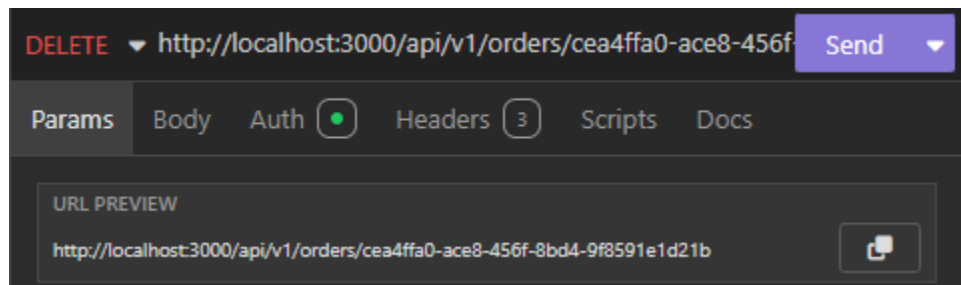 DELETE http://localhost:3000/api/v1/orders/cea4ffa0-ace8-456f- Send
Params Body Auth Headers 3 Scripts Docs
URL PREVIEW
http://localhost:3000/api/v1/orders/cea4ffa0-ace8-456f-8bd4-9f8591e1d21b